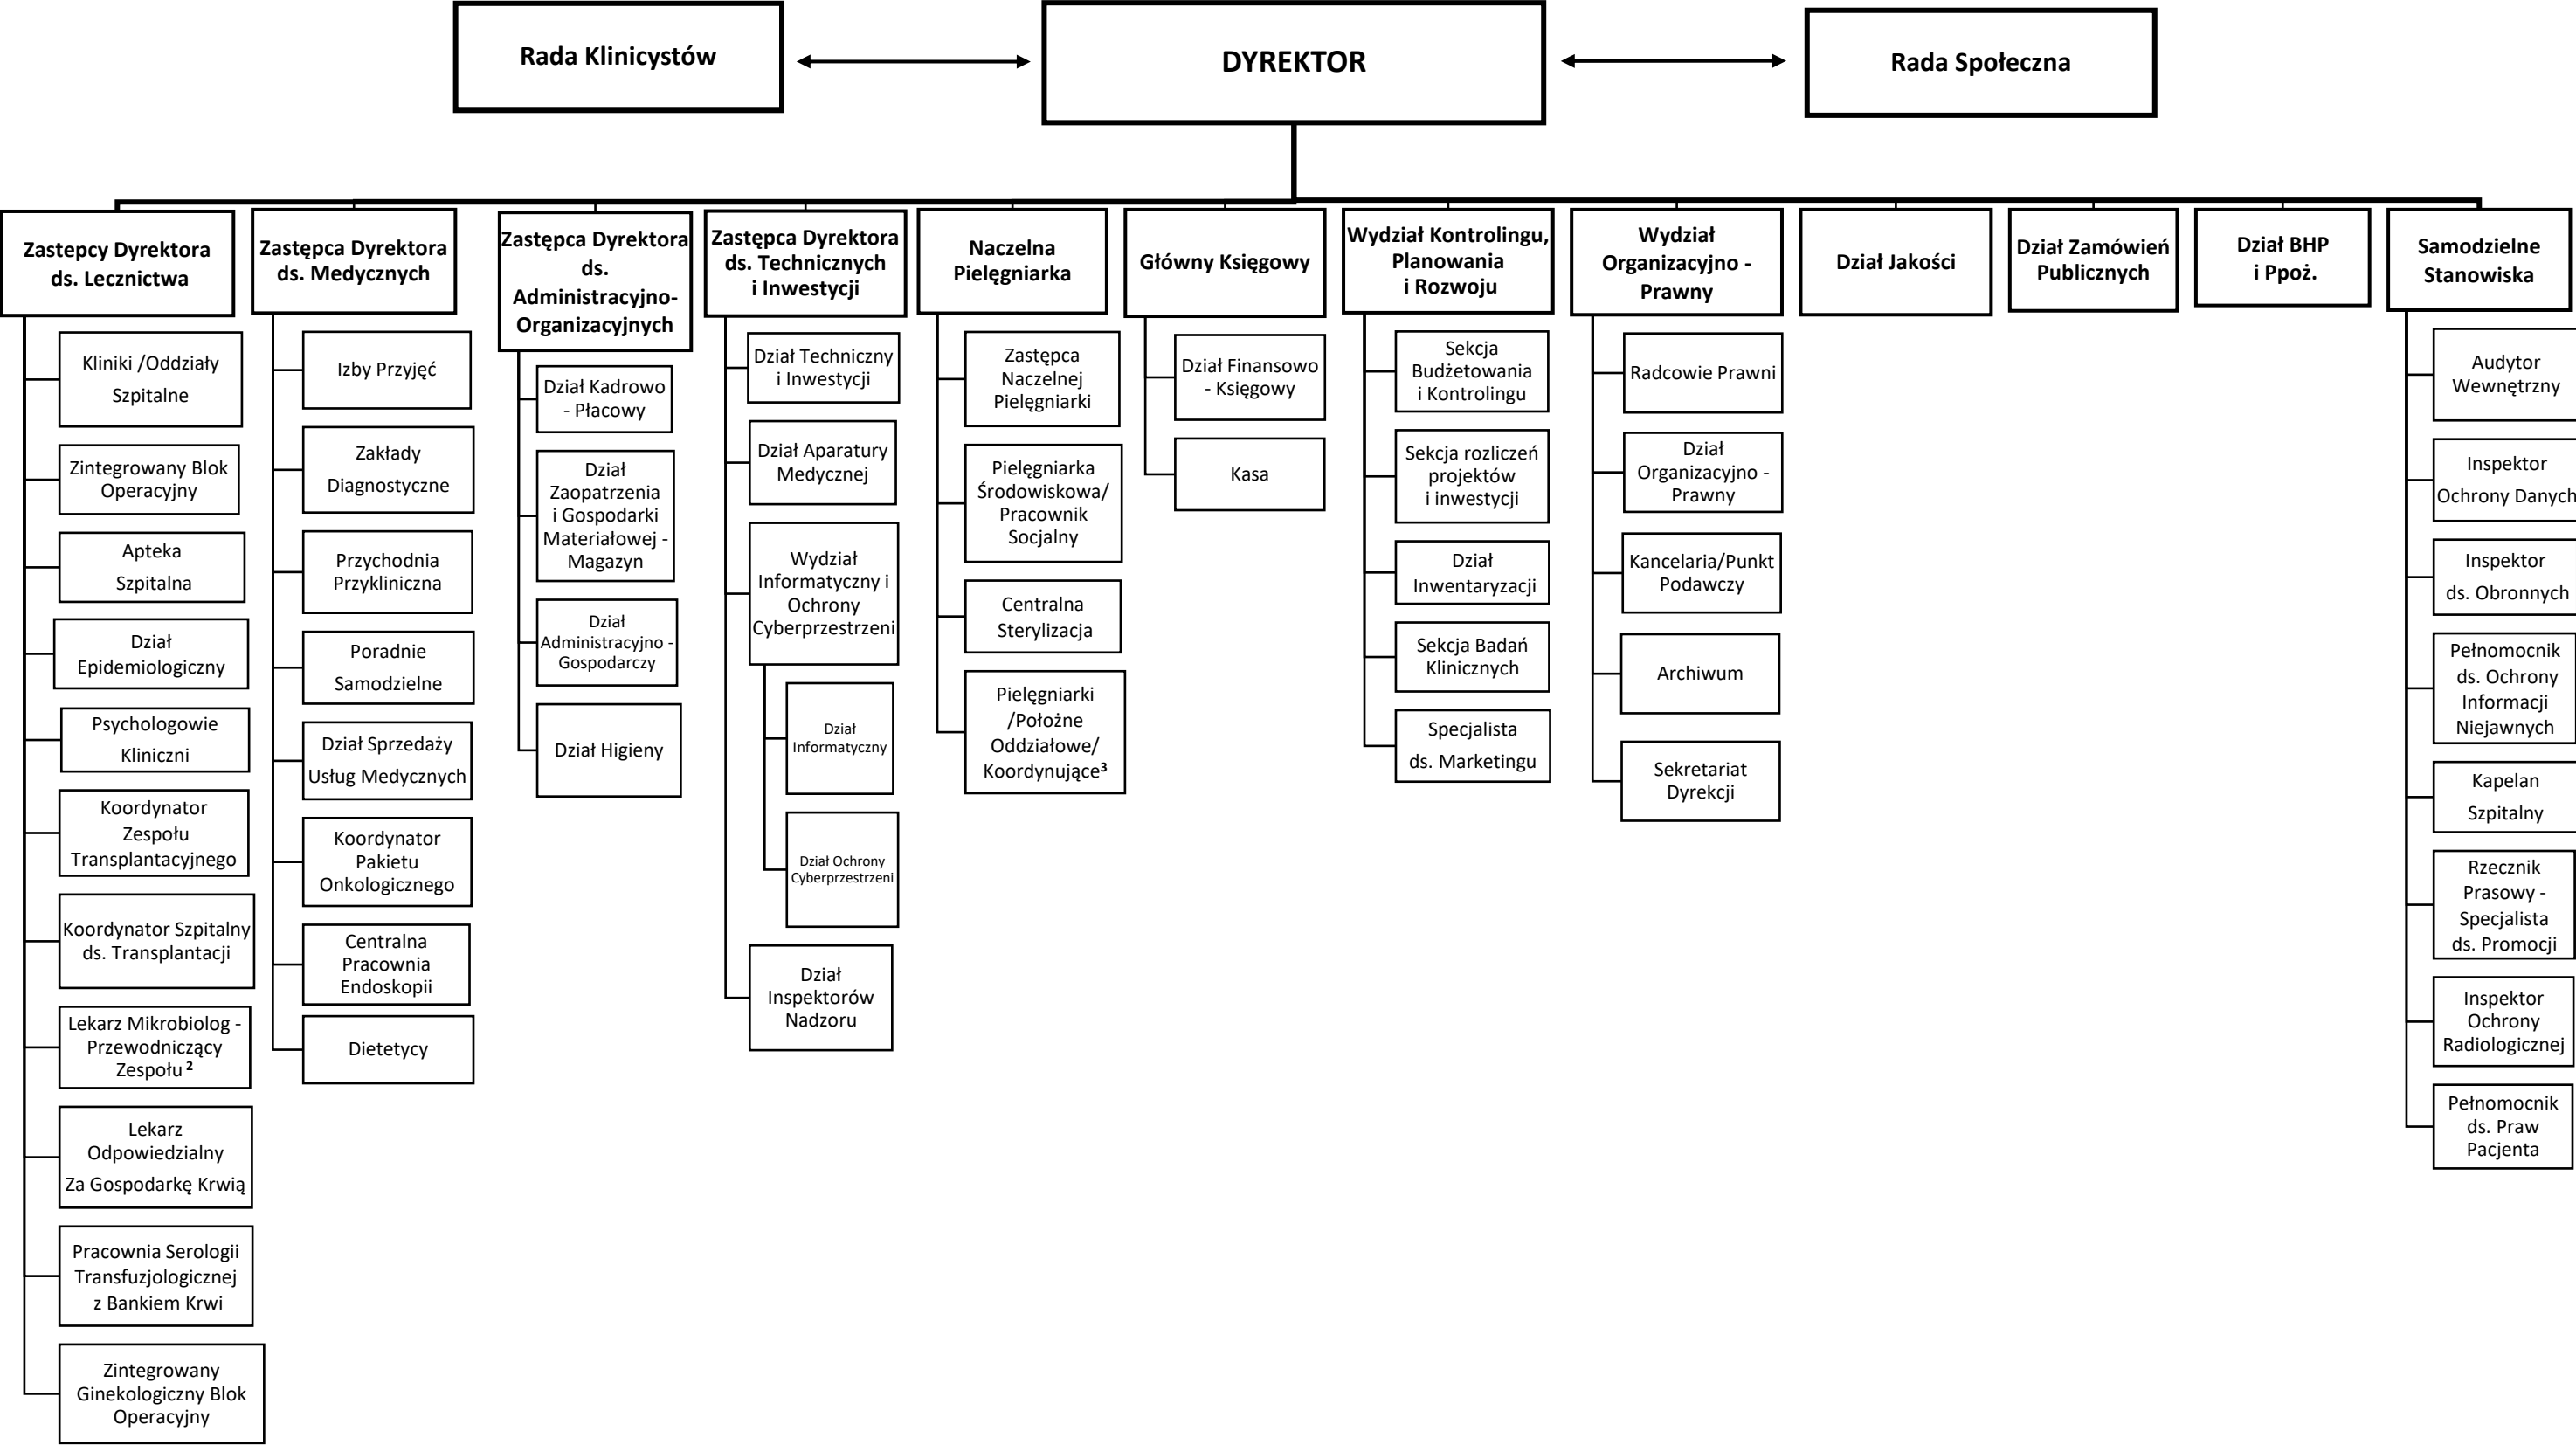 Rada Klinicystów
DYREKTOR
Rada Społeczna
Zastepcy Dyrektora
ds. Lecznictwa
Kliniki /Oddziały
Szpitalne
Zintegrowany Blok
Operacyjny
Apteka
Szpitalna
Dział
Epidemiologiczny
Psychologowie
Kliniczni
Koordynator
Zespołu
Transplantacyjnego
Koordynator Szpitalny
ds. Transplantacji
Lekarz Mikrobiolog -
Przewodniczący
Zespołu ²
Lekarz
Odpowiedzialny
Za Gospodarkę Krwią
Pracownia Serologii
Transfuzjologicznej
z Bankiem Krwi
Zintegrowany
Ginekologiczny Blok
Operacyjny
Zastępca Dyrektora
ds. Medycznych
Izby Przyjęć
Zakłady
Diagnostyczne
Przychodnia
Przykliniczna
Poradnie
Samodzielne
Dział Sprzedaży
Usług Medycznych
Koordynator
Pakietu
Onkologicznego
Centralna
Pracownia
Endoskopii
Dietetycy
Zastępca Dyrektora
ds.
Administracyjno-
Organizacyjnych
Dział Kadrowo
- Płacowy
Dział
Zaopatrzenia
i Gospodarki
Materiałowej -
Magazyn
Dział
Administracyjno -
Gospodarczy
Dział Higieny
Zastępca Dyrektora
ds. Technicznych
i Inwestycji
Dział Techniczny
i Inwestycji
Dział Aparatury
Medycznej
Wydział
Informatyczny i
Ochrony
Cyberprzestrzeni
Dział
Informatyczny
Dział Ochrony
Cyberprzestrzeni
Dział
Inspektorów
Nadzoru
Naczelna
Pielęgniarka
Zastępca
Naczelnej
Pielęgniarki
Pielęgniarka
Środowiskowa/
Pracownik
Socjalny
Centralna
Sterylizacja
Pielęgniarki
/Położne
Oddziałowe/
Koordynujące³
Główny Księgowy
Dział Finansowo
- Księgowy
Kasa
Wydział Kontrolingu,
Planowania
i Rozwoju
Sekcja
Budżetowania
i Kontrolingu
Sekcja rozliczeń
projektów
i inwestycji
Dział
Inwentaryzacji
Sekcja Badań
Klinicznych
Specjalista
ds. Marketingu
Wydział
Organizacyjno -
Prawny
Radcowie Prawni
Dział
Organizacyjno -
Prawny
Kancelaria/Punkt
Podawczy
Archiwum
Sekretariat
Dyrekcji
Dział Jakości
Dział Zamówień
Publicznych
Dział BHP
i Ppoż.
Samodzielne
Stanowiska
Audytor
Wewnętrzny
Inspektor
Ochrony Danych
Inspektor
ds. Obronnych
Pełnomocnik
ds. Ochrony
Informacji
Niejawnych
Kapelan
Szpitalny
Rzecznik
Prasowy -
Specjalista
ds. Promocji
Inspektor
Ochrony
Radiologicznej
Pełnomocnik
ds. Praw
Pacjenta